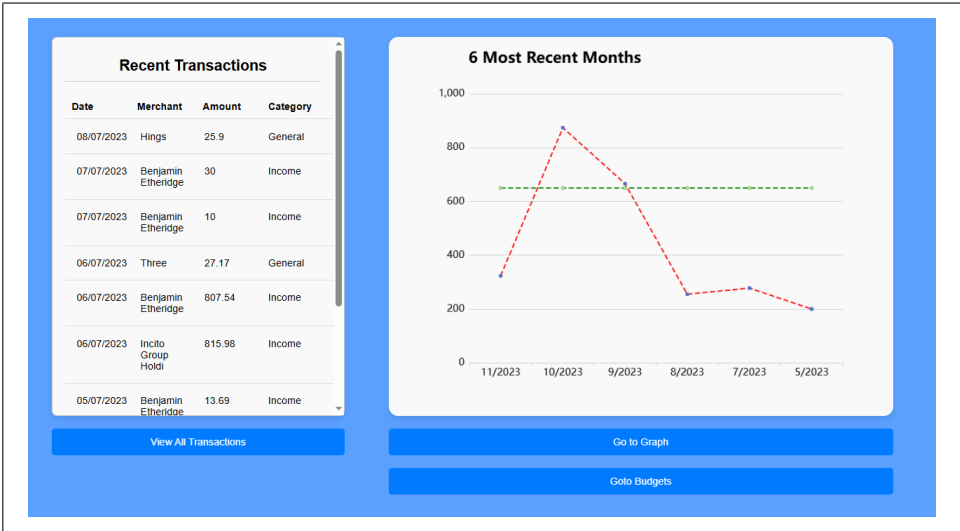 Recent Transactions
Date Merchant Amount Category
08/07/2023 Hings 25.9 General
07/07/2023 Benjamin Etheridge 30 Income
07/07/2023 Benjamin Etheridge 10 Income
06/07/2023 Three 27.17 General
06/07/2023 Benjamin Etheridge 807.54 Income
06/07/2023 Incito Group Holdi 815.98 Income
05/07/2023 Benjamin Etheridge 13.69 Income
View All Transactions
6 Most Recent Months
1,000
800
600
400
200
0
11/2023 10/2023 9/2023 8/2023 7/2023 5/2023
Go to Graph
Goto Budgets